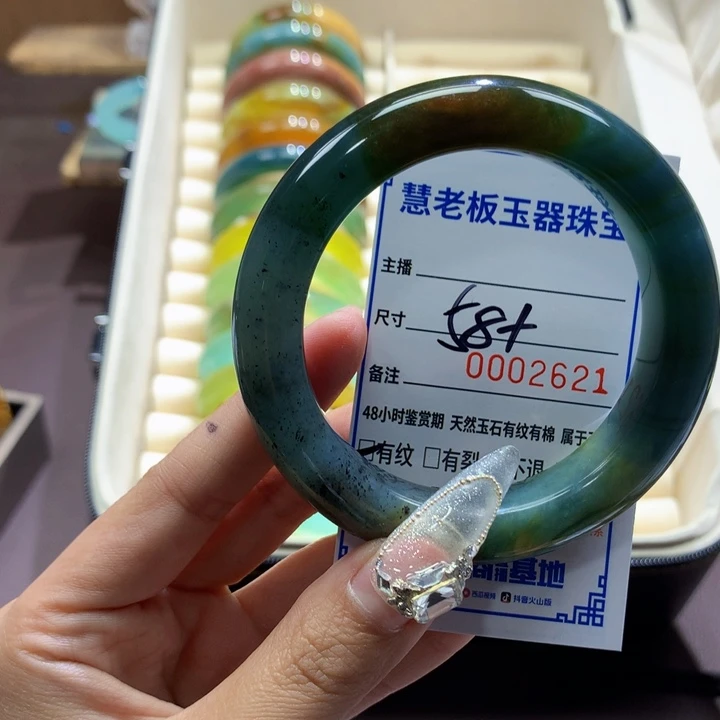 慧老板玉器珠宝
主播
尺寸 58+
0002621
备注
48小时鉴赏期 天然玉石有纹有棉 属于
有纹 有裂 不退
基地
西瓜视频 抖音火山版